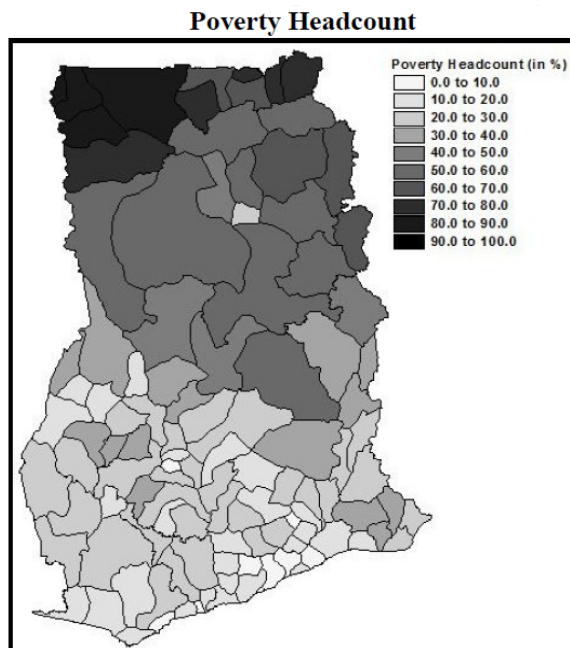 Poverty Headcount
Poverty Headcount (in %)
0.0 to 10.0
10.0 to 20.0
20.0 to 30.0
30.0 to 40.0
40.0 to 50.0
50.0 to 60.0
60.0 to 70.0
70.0 to 80.0
80.0 to 90.0
90.0 to 100.0